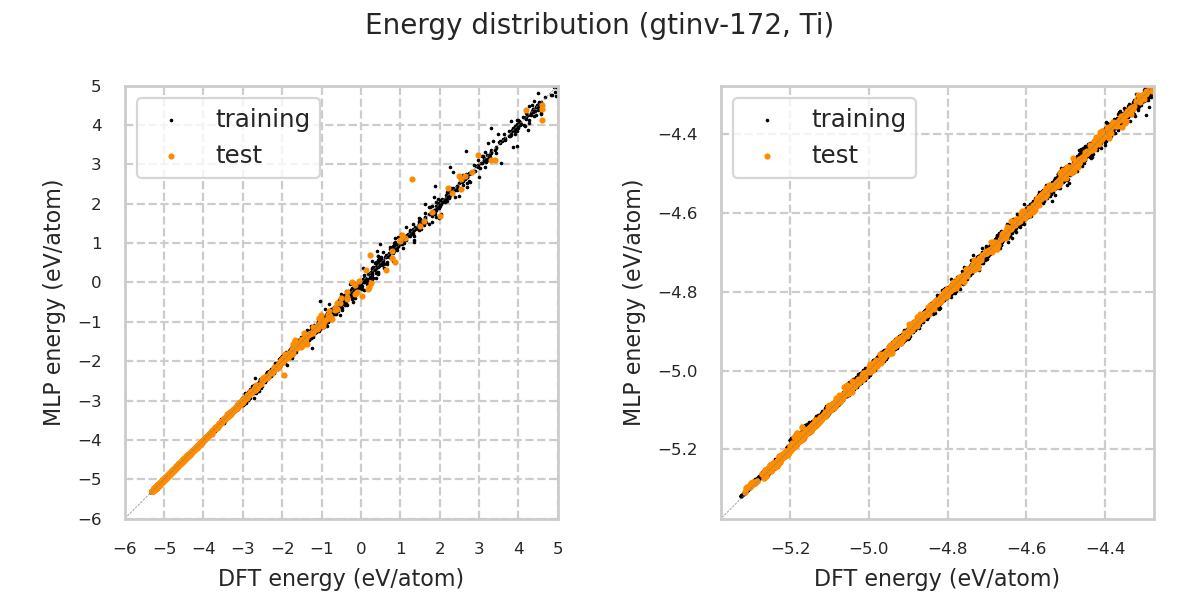 Energy distribution (gtinv-172, Ti)
training
test
5
4
3
2
1
0
−1
−2
−3
−4
−5
−6
MLP energy (eV/atom)
−6 −5 −4 −3 −2 −1 0 1 2 3 4 5
DFT energy (eV/atom)
training
test
−4.4
−4.6
−4.8
−5.0
−5.2
MLP energy (eV/atom)
−5.2 −5.0 −4.8 −4.6 −4.4
DFT energy (eV/atom)